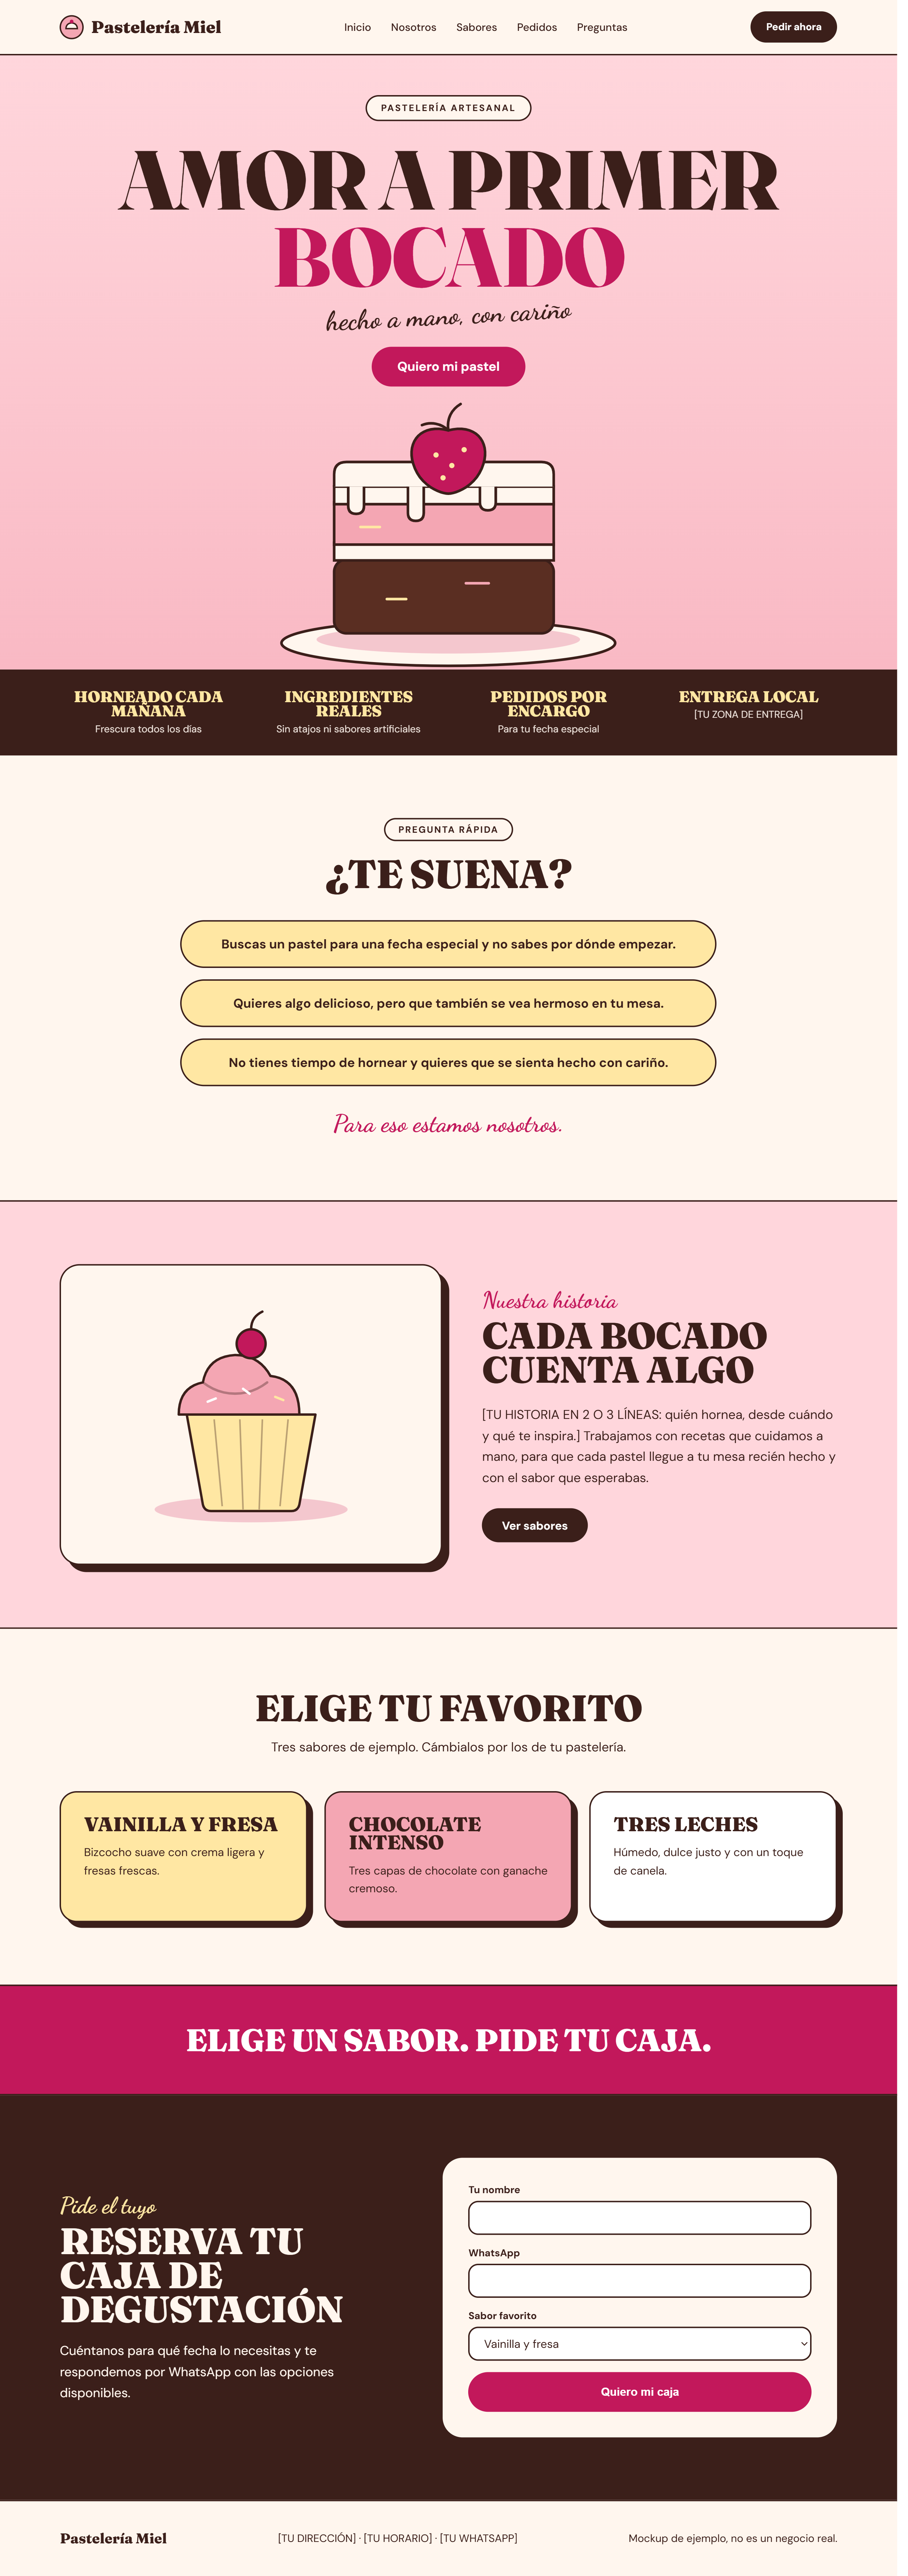 Pastelería Miel
Inicio
Nosotros
Sabores
Pedidos
Preguntas
Pedir ahora
PASTELERÍA ARTESANAL
AMOR A PRIMER
BOCADO
hecho a mano, con cariño
Quiero mi pastel
HORNEADO CADA
MAÑANA
Frescura todos los días
INGREDIENTES
REALES
Sin atajos ni sabores artificiales
PEDIDOS POR
ENCARGO
Para tu fecha especial
ENTREGA LOCAL
[TU ZONA DE ENTREGA]
PREGUNTA RÁPIDA
¿TE SUENA?
Buscas un pastel para una fecha especial y no sabes por dónde empezar.
Quieres algo delicioso, pero que también se vea hermoso en tu mesa.
No tienes tiempo de hornear y quieres que se sienta hecho con cariño.
Para eso estamos nosotros.
Nuestra historia
CADA BOCADO
CUENTA ALGO
[TU HISTORIA EN 2 O 3 LÍNEAS: quién hornea, desde cuándo
y qué te inspira.] Trabajamos con recetas que cuidamos a
mano, para que cada pastel llegue a tu mesa recién hecho y
con el sabor que esperabas.
Ver sabores
ELIGE TU FAVORITO
Tres sabores de ejemplo. Cámbialos por los de tu pastelería.
VAINILLA Y FRESA
Bizcocho suave con crema ligera y
fresas frescas.
CHOCOLATE
INTENSO
Tres capas de chocolate con ganache
cremoso.
TRES LECHES
Húmedo, dulce justo y con un toque
de canela.
ELIGE UN SABOR. PIDE TU CAJA.
Pide el tuyo
RESERVA TU
CAJA DE
DEGUSTACIÓN
Cuéntanos para qué fecha lo necesitas y te
respondemos por WhatsApp con las opciones
disponibles.
Tu nombre
WhatsApp
Sabor favorito
Vainilla y fresa
Quiero mi caja
Pastelería Miel
[TU DIRECCIÓN] · [TU HORARIO] · [TU WHATSAPP]
Mockup de ejemplo, no es un negocio real.